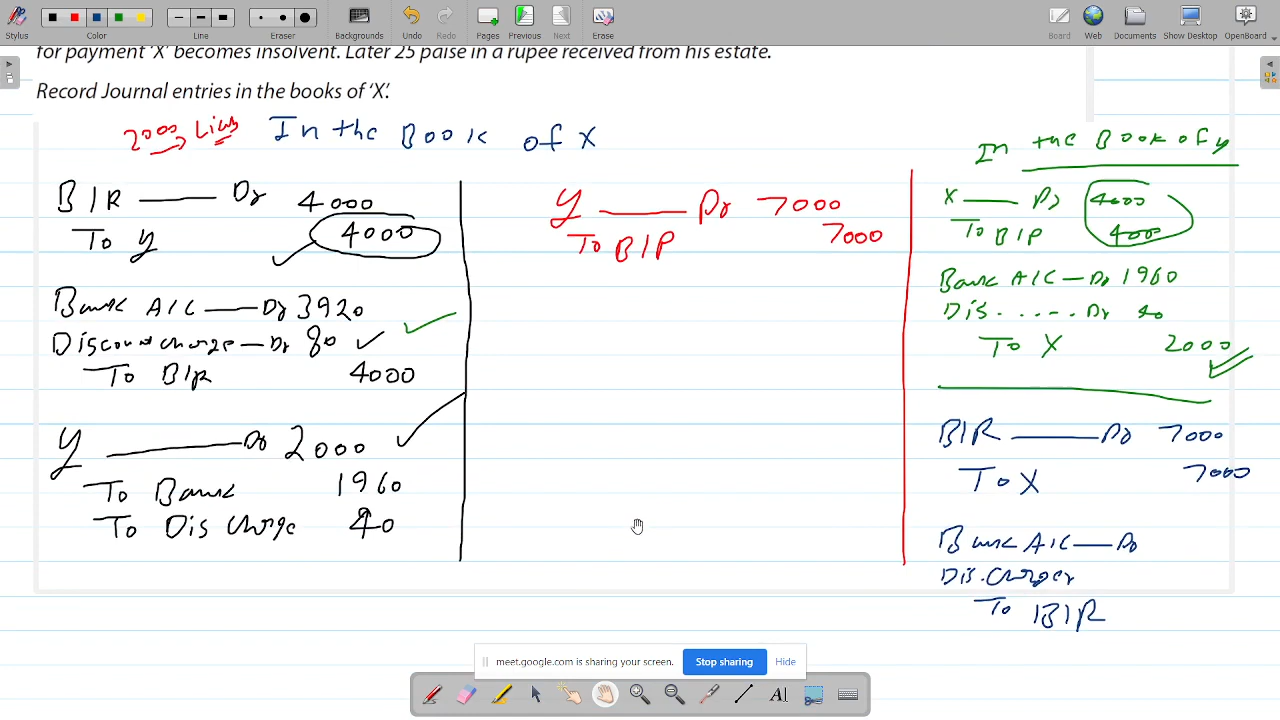 Stylus
Color
Line
Eraser
Backgrounds
Undo
Redo
Pages
Previous
Next
Erase
Board
Web
Documents
Show Desktop
OpenBoard
for payment 'X' becomes insolvent. Later 25 paise in a rupee received from his estate.
Record Journal entries in the books of 'X'.
2000 Liab
In the Book of X
B/R Dr 4000
To Y 4000
Bank A/C Dr 3920
Discount charge Dr 80
To B/R 4000
Y Dr 2000
To Bank 1960
To Dis Charge 40
Y Dr 7000
To B/P 7000
In the Book of y
X Dr 4000
To B/P 4000
Bank A/C Dr 1960
Dis..... Dr 40
To X 2000
B/R Dr 7000
To X 7000
Bank A/C Dr
Dis. Charges
To B/R
meet.google.com is sharing your screen.
Stop sharing
Hide